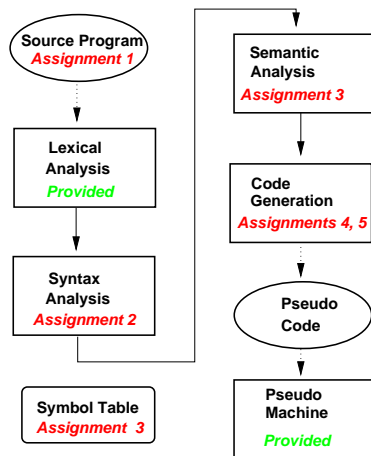 Source Program
Assignment 1
Lexical
Analysis
Provided
Syntax
Analysis
Assignment 2
Symbol Table
Assignment 3
Semantic
Analysis
Assignment 3
Code
Generation
Assignments 4, 5
Pseudo
Code
Pseudo
Machine
Provided